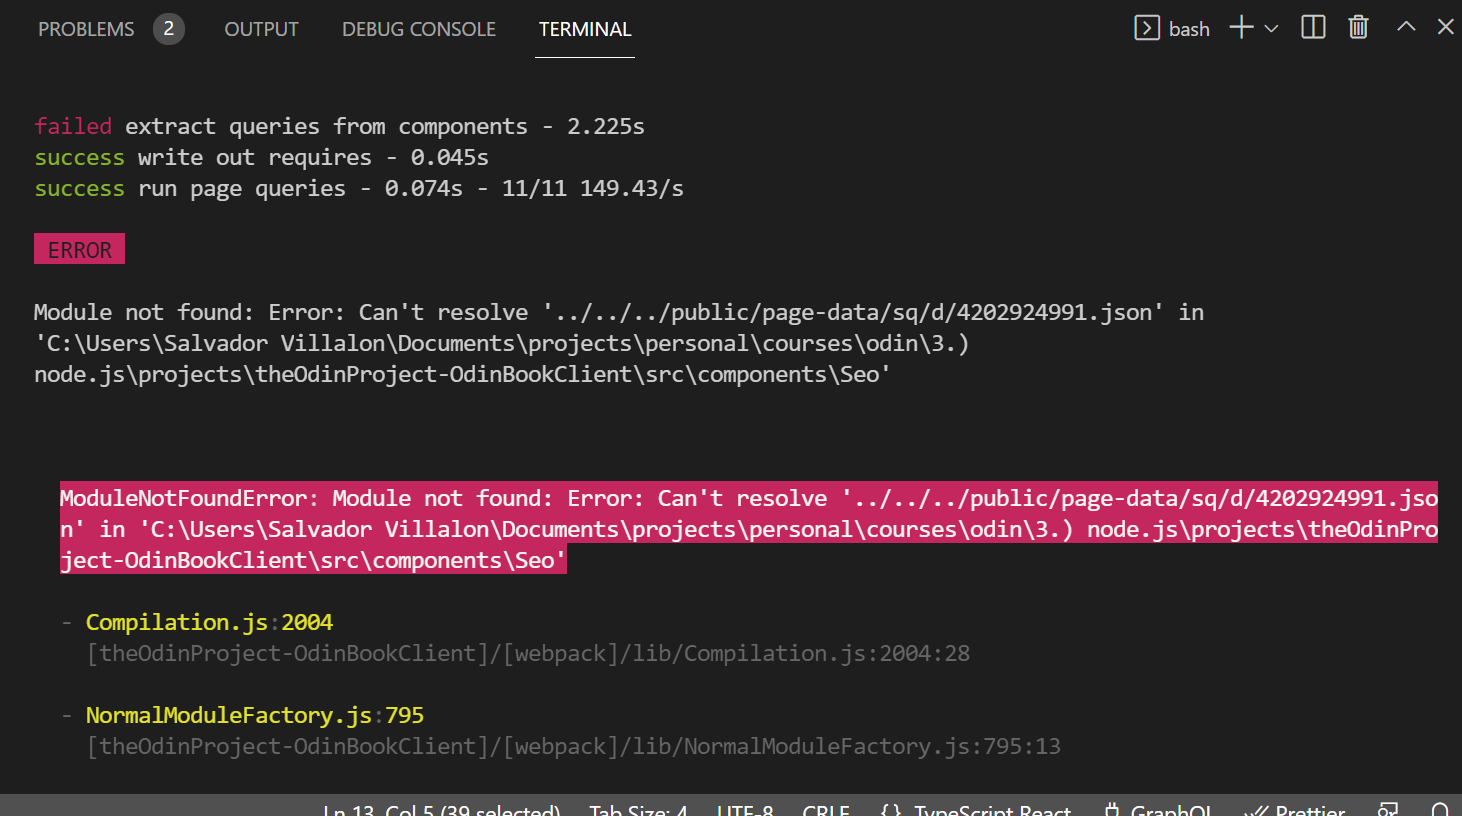 PROBLEMS 2 OUTPUT DEBUG CONSOLE TERMINAL bash
failed extract queries from components - 2.225s
success write out requires - 0.045s
success run page queries - 0.074s - 11/11 149.43/s
ERROR
Module not found: Error: Can't resolve '../../../public/page-data/sq/d/4202924991.json' in
'C:\Users\Salvador Villalon\Documents\projects\personal\courses\odin\3.)
node.js\projects\theOdinProject-OdinBookClient\src\components\Seo'
ModuleNotFoundError: Module not found: Error: Can't resolve '../../../public/page-data/sq/d/4202924991.jso
n' in 'C:\Users\Salvador Villalon\Documents\projects\personal\courses\odin\3.) node.js\projects\theOdinPro
ject-OdinBookClient\src\components\Seo'
- Compilation.js:2004
[theOdinProject-OdinBookClient]/[webpack]/lib/Compilation.js:2004:28
- NormalModuleFactory.js:795
[theOdinProject-OdinBookClient]/[webpack]/lib/NormalModuleFactory.js:795:13
Ln 13, Col 5 (39 selected) Tab Size: 4 UTF-8 CRLF {} TypeScript React GraphQL Prettier